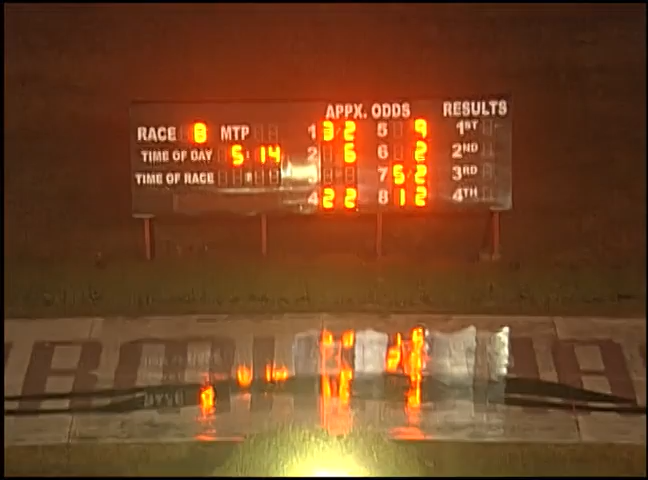 APPX. ODDS RESULTS
RACE 8 MTP 1 3/2 5 9 1ST
TIME OF DAY 5:14 2 6 6 2 2ND
TIME OF RACE 3 7 5/2 3RD
4 22 8 12 4TH